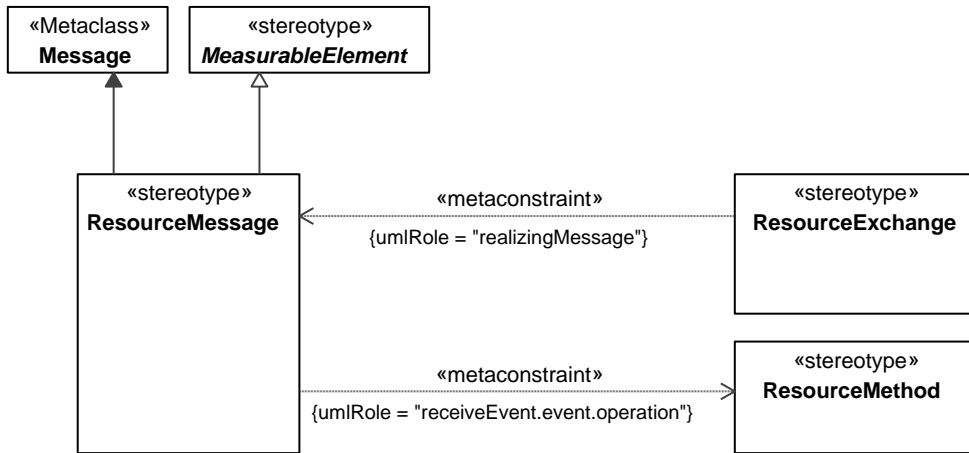 «Metaclass»
Message
«stereotype»
MeasurableElement
«stereotype»
ResourceMessage
«metaconstraint»
{umlRole = "realizingMessage"}
«stereotype»
ResourceExchange
«metaconstraint»
{umlRole = "receiveEvent.event.operation"}
«stereotype»
ResourceMethod